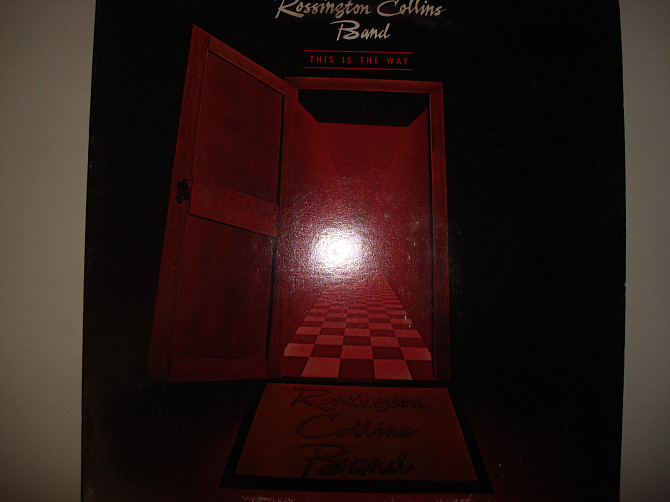 Rossington Collins
Band
THIS IS THE WAY
Rossington
Collins
Band